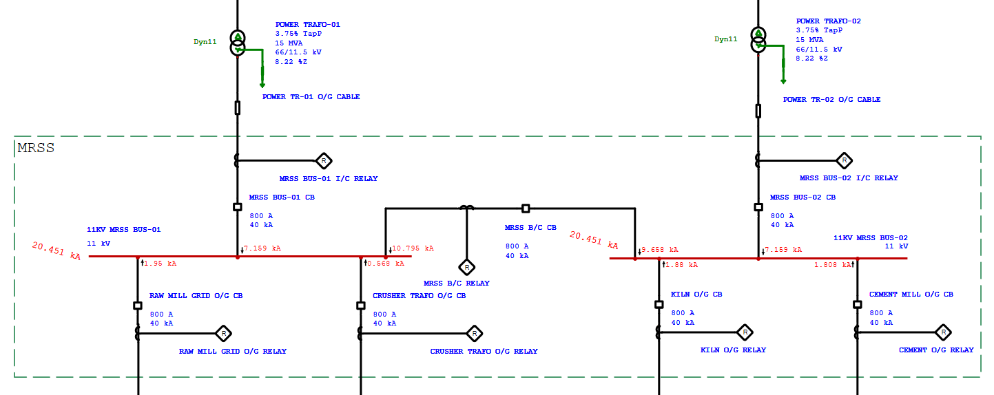 POWER TRAFO-01
3.75% TapP
15 MVA
66/11.5 kV
8.22 %Z
Dyn11
POWER TR-01 O/G CABLE
POWER TRAFO-02
3.75% TapP
15 MVA
66/11.5 kV
8.22 %Z
Dyn11
POWER TR-02 O/G CABLE
MRSS
R
MRSS BUS-01 I/C RELAY
R
MRSS BUS-02 I/C RELAY
MRSS BUS-01 CB
800 A
40 kA
MRSS BUS-02 CB
800 A
40 kA
MRSS B/C CB
800 A
40 kA
R
MRSS B/C RELAY
11KV MRSS BUS-01
11 kV
20.451 kA
7.159 kA
10.795 kA
1.95 kA
0.568 kA
11KV MRSS BUS-02
11 kV
20.451 kA
9.658 kA
7.159 kA
1.88 kA
1.808 kA
RAW MILL GRID O/G CB
800 A
40 kA
R
RAW MILL GRID O/G RELAY
CRUSHER TRAFO O/G CB
800 A
40 kA
R
CRUSHER TRAFO O/G RELAY
KILN O/G CB
800 A
40 kA
R
KILN O/G RELAY
CEMENT MILL O/G CB
800 A
40 kA
R
CEMENT O/G RELAY